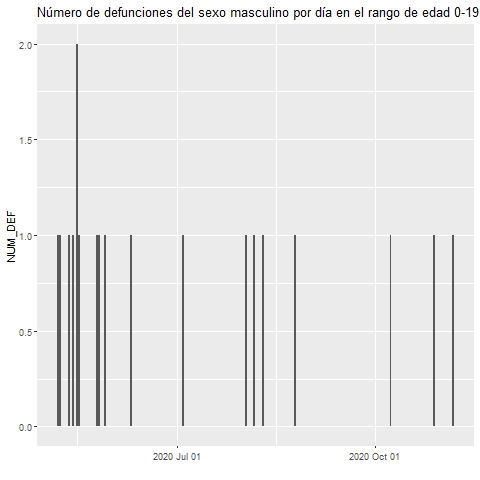 Número de defunciones del sexo masculino por día en el rango de edad 0-19
2.0
1.5
NUM_DEF
1.0
0.5
0.0
2020 Jul 01
2020 Oct 01